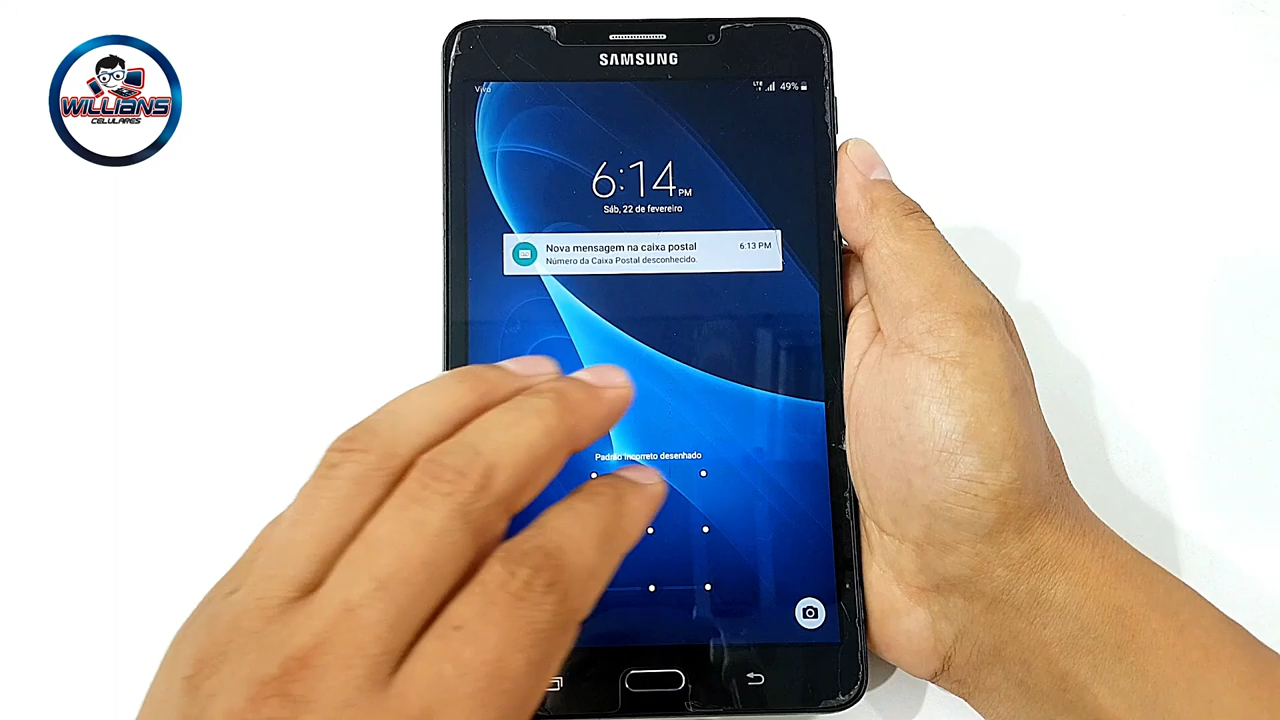 WILLIANS
CELULARES
SAMSUNG
Vivo
LTE
49%
6:14 PM
Sáb, 22 de fevereiro
Nova mensagem na caixa postal
6:13 PM
Número da Caixa Postal desconhecido.
Padrão incorreto desenhado